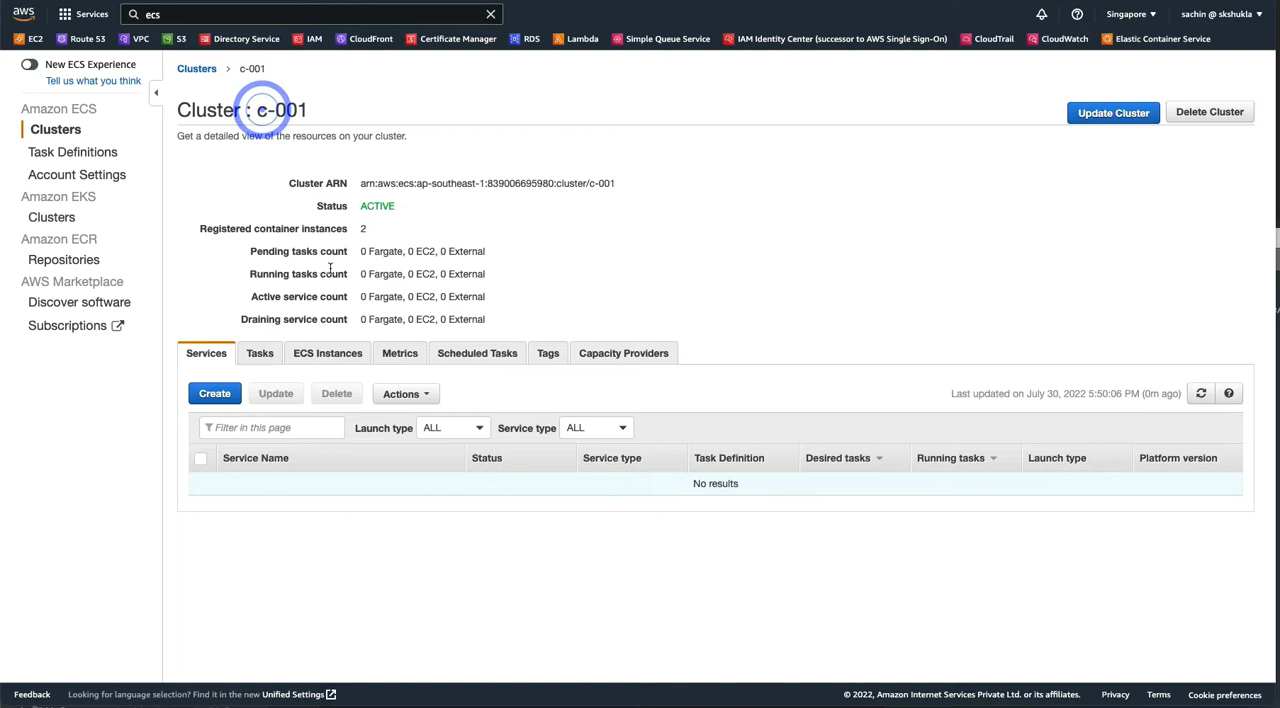 aws
Services
ecs
Singapore
sachin @ skshukla
EC2
Route 53
VPC
S3
Directory Service
IAM
CloudFront
Certificate Manager
RDS
Lambda
Simple Queue Service
IAM Identity Center (successor to AWS Single Sign-On)
CloudTrail
CloudWatch
Elastic Container Service
New ECS Experience
Tell us what you think
Amazon ECS
Clusters
Task Definitions
Account Settings
Amazon EKS
Clusters
Amazon ECR
Repositories
AWS Marketplace
Discover software
Subscriptions
Clusters > c-001
Cluster : c-001
Update Cluster
Delete Cluster
Get a detailed view of the resources on your cluster.
Cluster ARN arn:aws:ecs:ap-southeast-1:839006695980:cluster/c-001
Status ACTIVE
Registered container instances 2
Pending tasks count 0 Fargate, 0 EC2, 0 External
Running tasks count 0 Fargate, 0 EC2, 0 External
Active service count 0 Fargate, 0 EC2, 0 External
Draining service count 0 Fargate, 0 EC2, 0 External
Services
Tasks
ECS Instances
Metrics
Scheduled Tasks
Tags
Capacity Providers
Create
Update
Delete
Actions
Last updated on July 30, 2022 5:50:06 PM (0m ago)
Filter in this page
Launch type ALL
Service type ALL
Service Name
Status
Service type
Task Definition
Desired tasks
Running tasks
Launch type
Platform version
No results
Feedback
Looking for language selection? Find it in the new Unified Settings
© 2022, Amazon Internet Services Private Ltd. or its affiliates.
Privacy
Terms
Cookie preferences